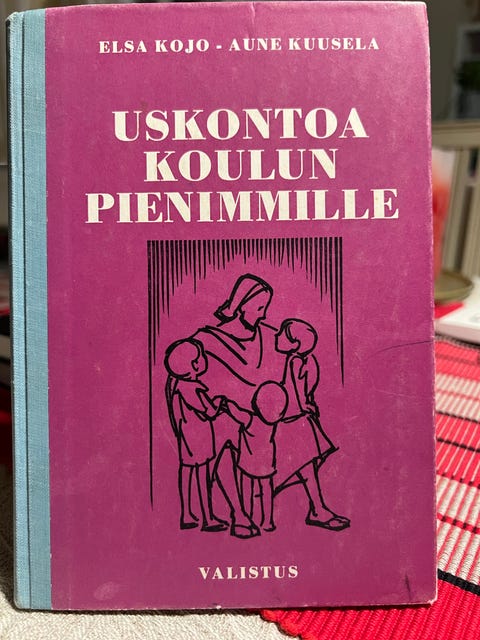 ELSA KOJO - AUNE KUUSELA
USKONTOA
KOULUN
PIENIMMILLE
VALISTUS